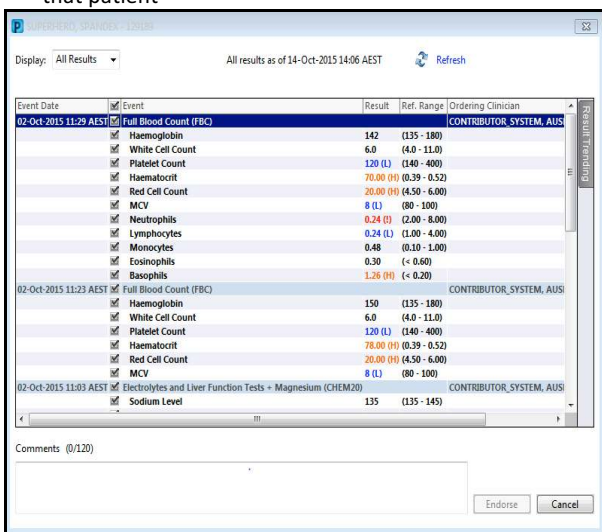 that patient
SUPERHERO, SPANDEX -
Display: All Results All results as of 14-Oct-2015 14:06 AEST Refresh
Event Date Event Result Ref. Range Ordering Clinician
Result Trending
02-Oct-2015 11:29 AEST Full Blood Count (FBC) CONTRIBUTOR_SYSTEM, AUSI
Haemoglobin 142 (135 - 180)
White Cell Count 6.0 (4.0 - 11.0)
Platelet Count 120 (L) (140 - 400)
Haematocrit 70.00 (H) (0.39 - 0.52)
Red Cell Count 20.00 (H) (4.50 - 6.00)
MCV 8 (L) (80 - 100)
Neutrophils 0.24 (!) (2.00 - 8.00)
Lymphocytes 0.24 (L) (1.00 - 4.00)
Monocytes 0.48 (0.10 - 1.00)
Eosinophils 0.30 (< 0.60)
Basophils 1.26 (H) (< 0.20)
02-Oct-2015 11:23 AEST Full Blood Count (FBC) CONTRIBUTOR_SYSTEM, AUSI
Haemoglobin 150 (135 - 180)
White Cell Count 6.0 (4.0 - 11.0)
Platelet Count 120 (L) (140 - 400)
Haematocrit 78.00 (H) (0.39 - 0.52)
Red Cell Count 20.00 (H) (4.50 - 6.00)
MCV 8 (L) (80 - 100)
02-Oct-2015 11:03 AEST Electrolytes and Liver Function Tests + Magnesium (CHEM20) CONTRIBUTOR_SYSTEM, AUSI
Sodium Level 135 (135 - 145)
Comments (0/120)
Endorse Cancel